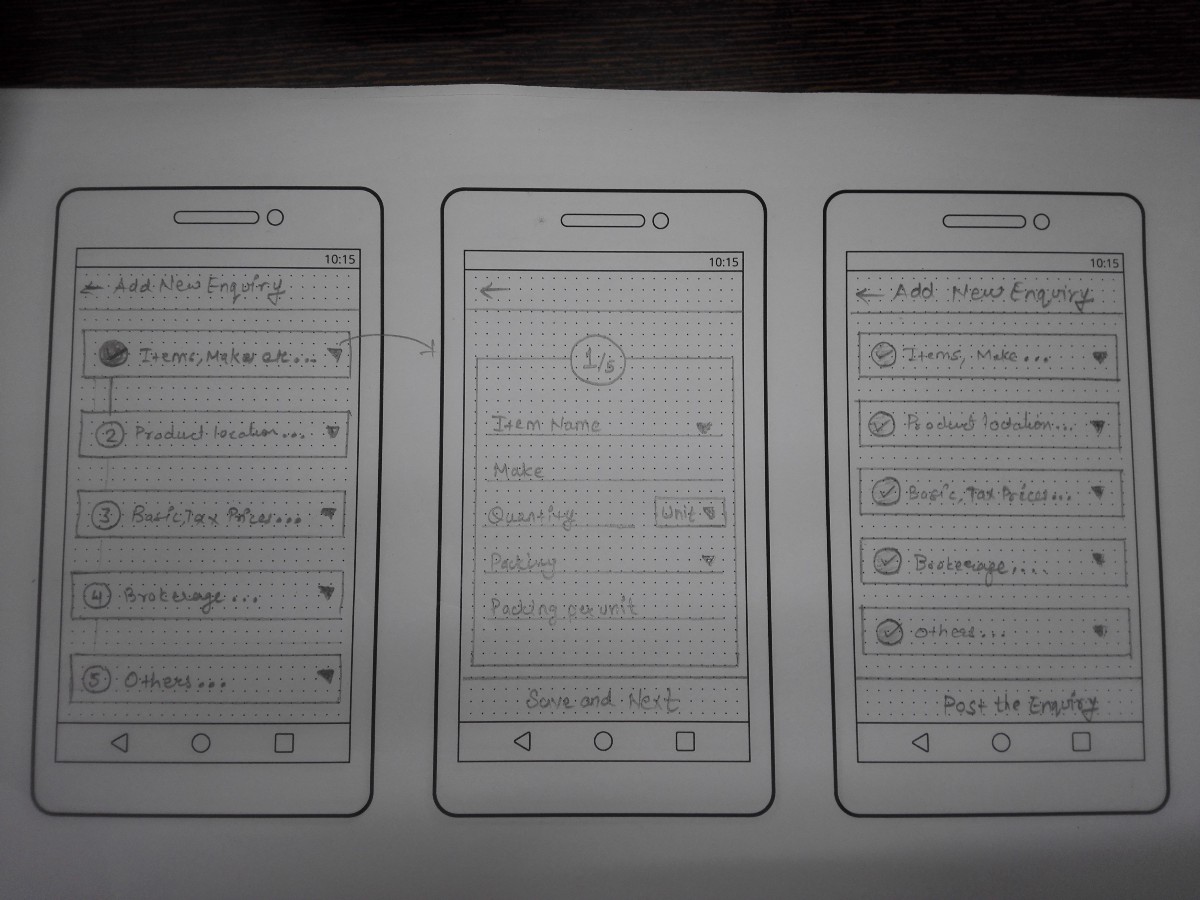 10:15
← Add New Enquiry
Items, Make etc...
2 Product location...
3 Basic, Tax Prices...
4 Brokerage...
5 Others...
10:15
←
1/5
Item Name
Make
Quantity Unit
Packing
Packing per unit
Save and Next
10:15
← Add New Enquiry
Items, Make...
Product location...
Basic, Tax Prices...
Brokerage....
Others...
Post the Enquiry